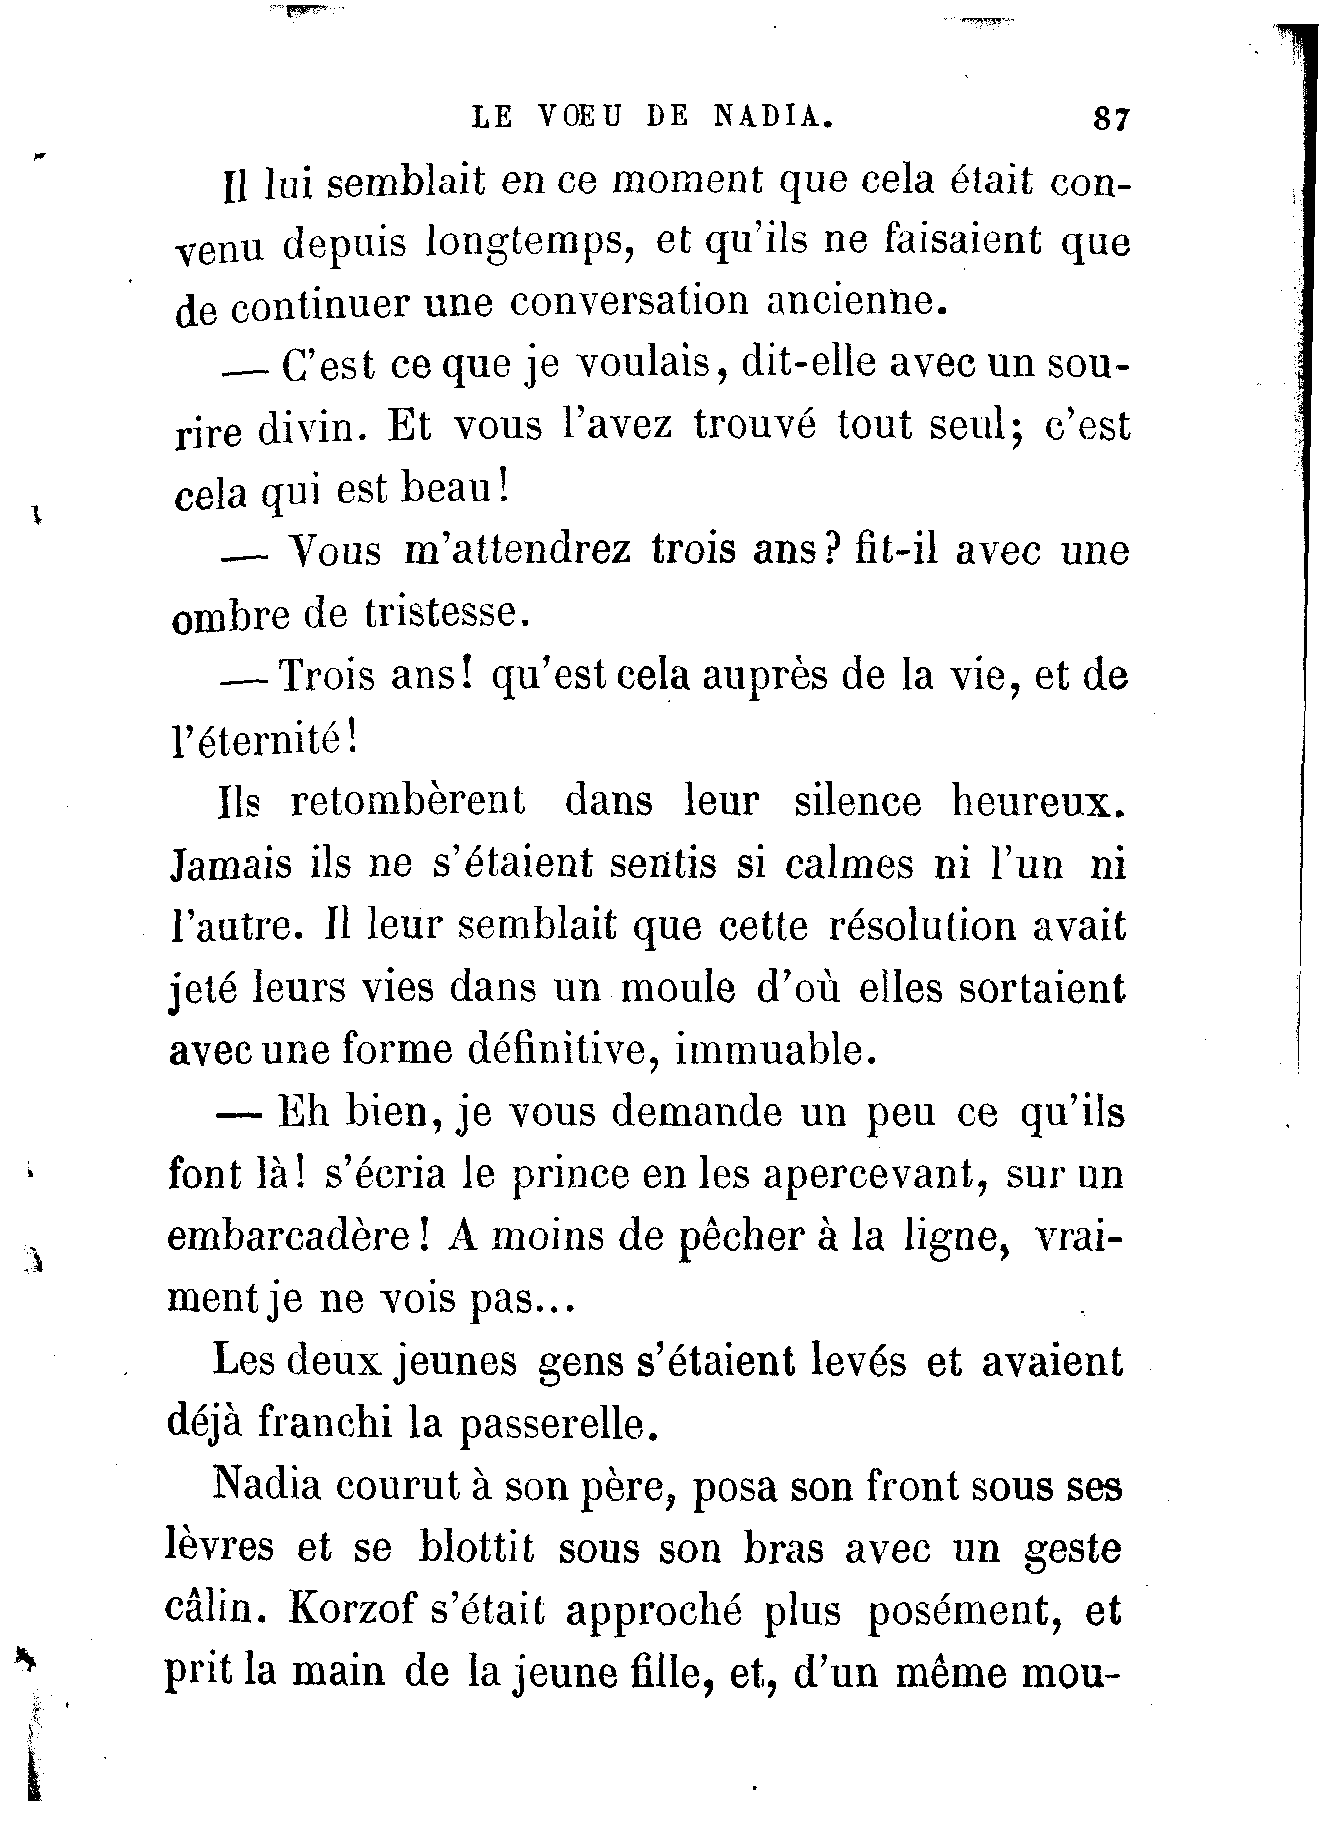 LE VŒU DE NADIA. 87
Il lui semblait en ce moment que cela était con-
venu depuis longtemps, et qu'ils ne faisaient que
de continuer une conversation ancienne.
— C'est ce que je voulais, dit-elle avec un sou-
rire divin. Et vous l'avez trouvé tout seul; c'est
cela qui est beau!
— Vous m'attendrez trois ans? fit-il avec une
ombre de tristesse.
— Trois ans! qu'est cela auprès de la vie, et de
l'éternité!
Ils retombèrent dans leur silence heureux.
Jamais ils ne s'étaient sentis si calmes ni l'un ni
l'autre. Il leur semblait que cette résolution avait
jeté leurs vies dans un moule d'où elles sortaient
avec une forme définitive, immuable.
— Eh bien, je vous demande un peu ce qu'ils
font là! s'écria le prince en les apercevant, sur un
embarcadère! A moins de pêcher à la ligne, vrai-
ment je ne vois pas...
Les deux jeunes gens s'étaient levés et avaient
déjà franchi la passerelle.
Nadia courut à son père, posa son front sous ses
lèvres et se blottit sous son bras avec un geste
câlin. Korzof s'était approché plus posément, et
prit la main de la jeune fille, et, d'un même mou-